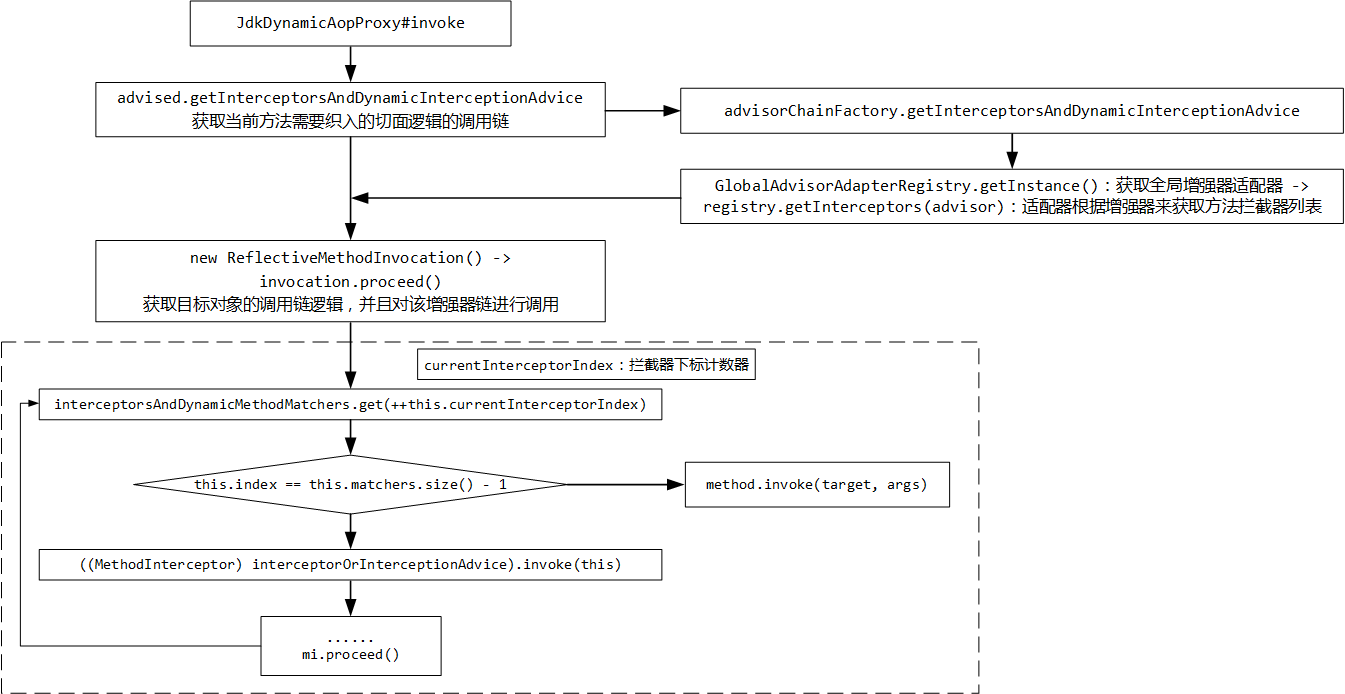 JdkDynamicAopProxy#invoke
advised.getInterceptorsAndDynamicInterceptionAdvice
获取当前方法需要织入的切面逻辑的调用链
advisorChainFactory.getInterceptorsAndDynamicInterceptionAdvice
GlobalAdvisorAdapterRegistry.getInstance()：获取全局增强器适配器 ->
registry.getInterceptors(advisor)：适配器根据增强器来获取方法拦截器列表
new ReflectiveMethodInvocation() ->
invocation.proceed()
获取目标对象的调用链逻辑，并且对该增强器链进行调用
currentInterceptorIndex：拦截器下标计数器
interceptorsAndDynamicMethodMatchers.get(++this.currentInterceptorIndex)
this.index == this.matchers.size() - 1
method.invoke(target, args)
((MethodInterceptor) interceptorOrInterceptionAdvice).invoke(this)
......
mi.proceed()